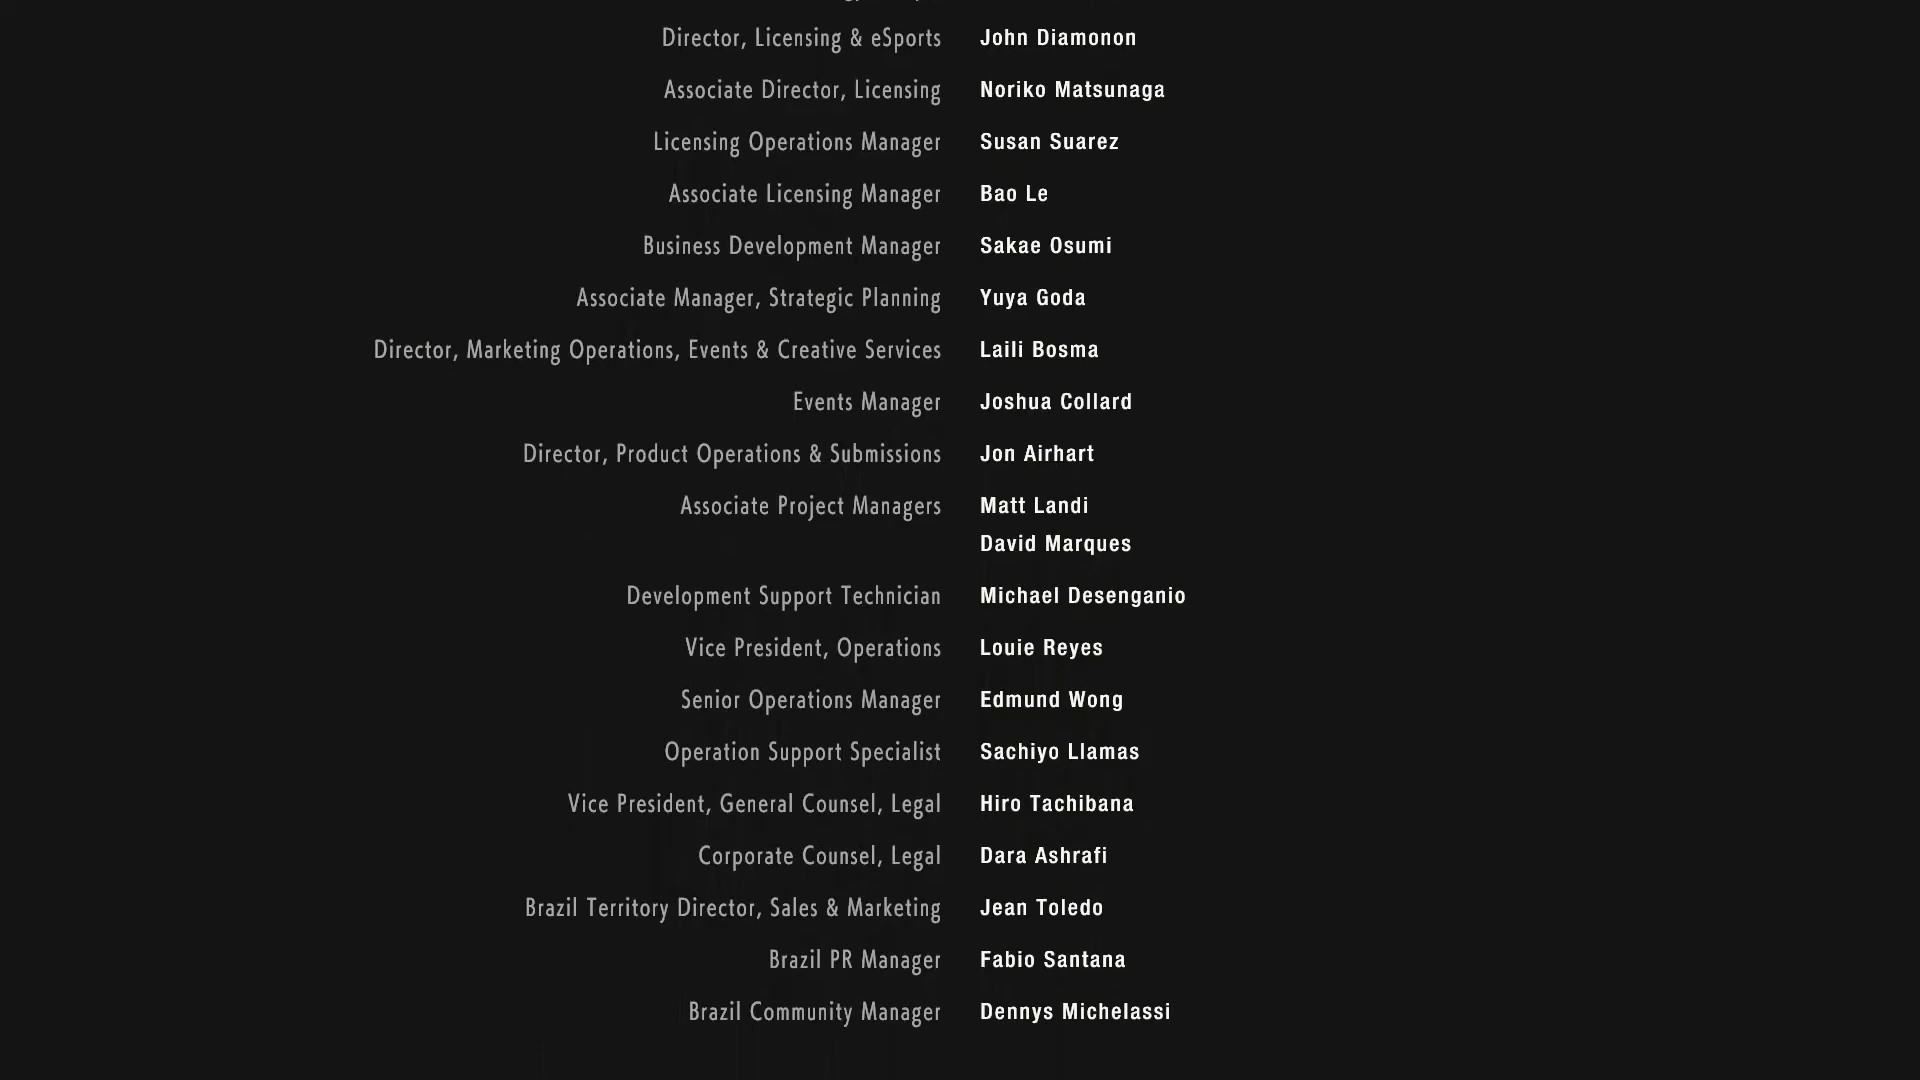 Director, Licensing & eSports John Diamonon
Associate Director, Licensing Noriko Matsunaga
Licensing Operations Manager Susan Suarez
Associate Licensing Manager Bao Le
Business Development Manager Sakae Osumi
Associate Manager, Strategic Planning Yuya Goda
Director, Marketing Operations, Events & Creative Services Laili Bosma
Events Manager Joshua Collard
Director, Product Operations & Submissions Jon Airhart
Associate Project Managers Matt Landi
David Marques
Development Support Technician Michael Desenganio
Vice President, Operations Louie Reyes
Senior Operations Manager Edmund Wong
Operation Support Specialist Sachiyo Llamas
Vice President, General Counsel, Legal Hiro Tachibana
Corporate Counsel, Legal Dara Ashrafi
Brazil Territory Director, Sales & Marketing Jean Toledo
Brazil PR Manager Fabio Santana
Brazil Community Manager Dennys Michelassi